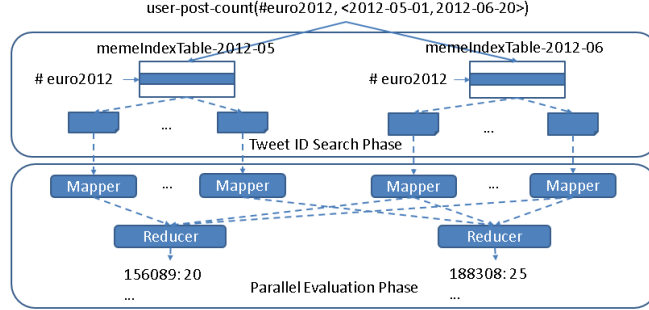 user-post-count(#euro2012, <2012-05-01, 2012-06-20>)
memeIndexTable-2012-05 memeIndexTable-2012-06
# euro2012 # euro2012
... ...
Tweet ID Search Phase
Mapper ... Mapper Mapper ... Mapper
Reducer Reducer
156089: 20 188308: 25
... ...
Parallel Evaluation Phase